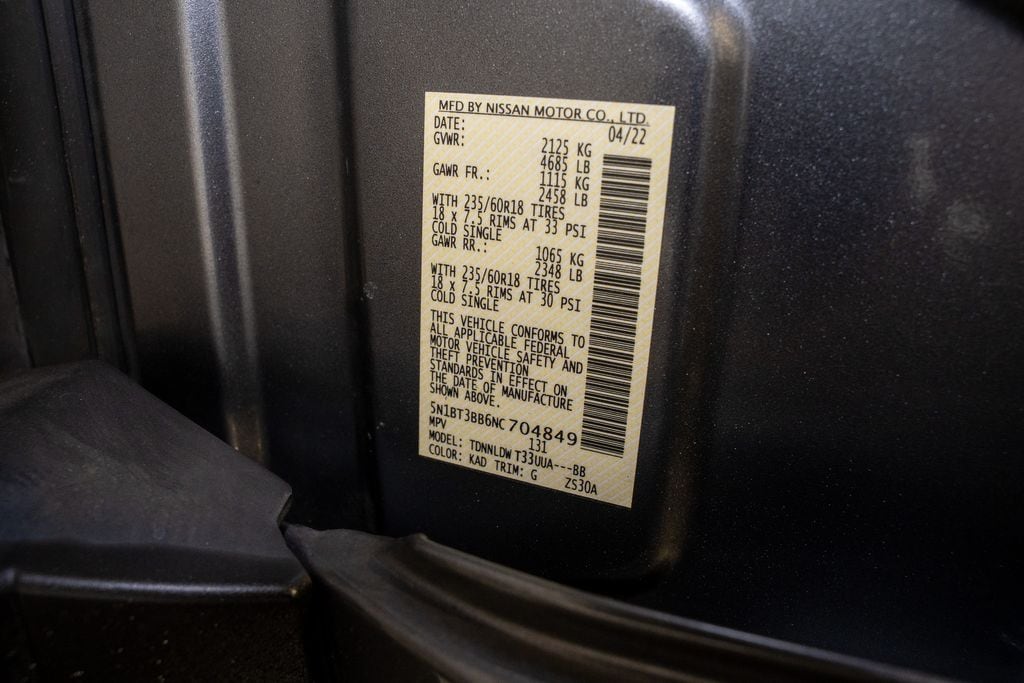 MFD BY NISSAN MOTOR CO., LTD.
DATE: 04/22
GVWR: 2125 KG
4685 LB
GAWR FR.: 1115 KG
2458 LB
WITH 235/60R18 TIRES
18 x 7.5 RIMS AT 33 PSI
COLD SINGLE
GAWR RR.: 1065 KG
2348 LB
WITH 235/60R18 TIRES
18 x 7.5 RIMS AT 30 PSI
COLD SINGLE
THIS VEHICLE CONFORMS TO
ALL APPLICABLE FEDERAL
MOTOR VEHICLE SAFETY AND
THEFT PREVENTION
STANDARDS IN EFFECT ON
THE DATE OF MANUFACTURE
SHOWN ABOVE.
5N1BT3BB6NC704849
MPV 131
MODEL: TDNNLDW T33UUA---BB
COLOR: KAD TRIM: G ZS30A